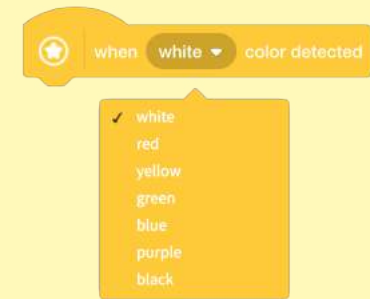 when white color detected
white
red
yellow
green
blue
purple
black